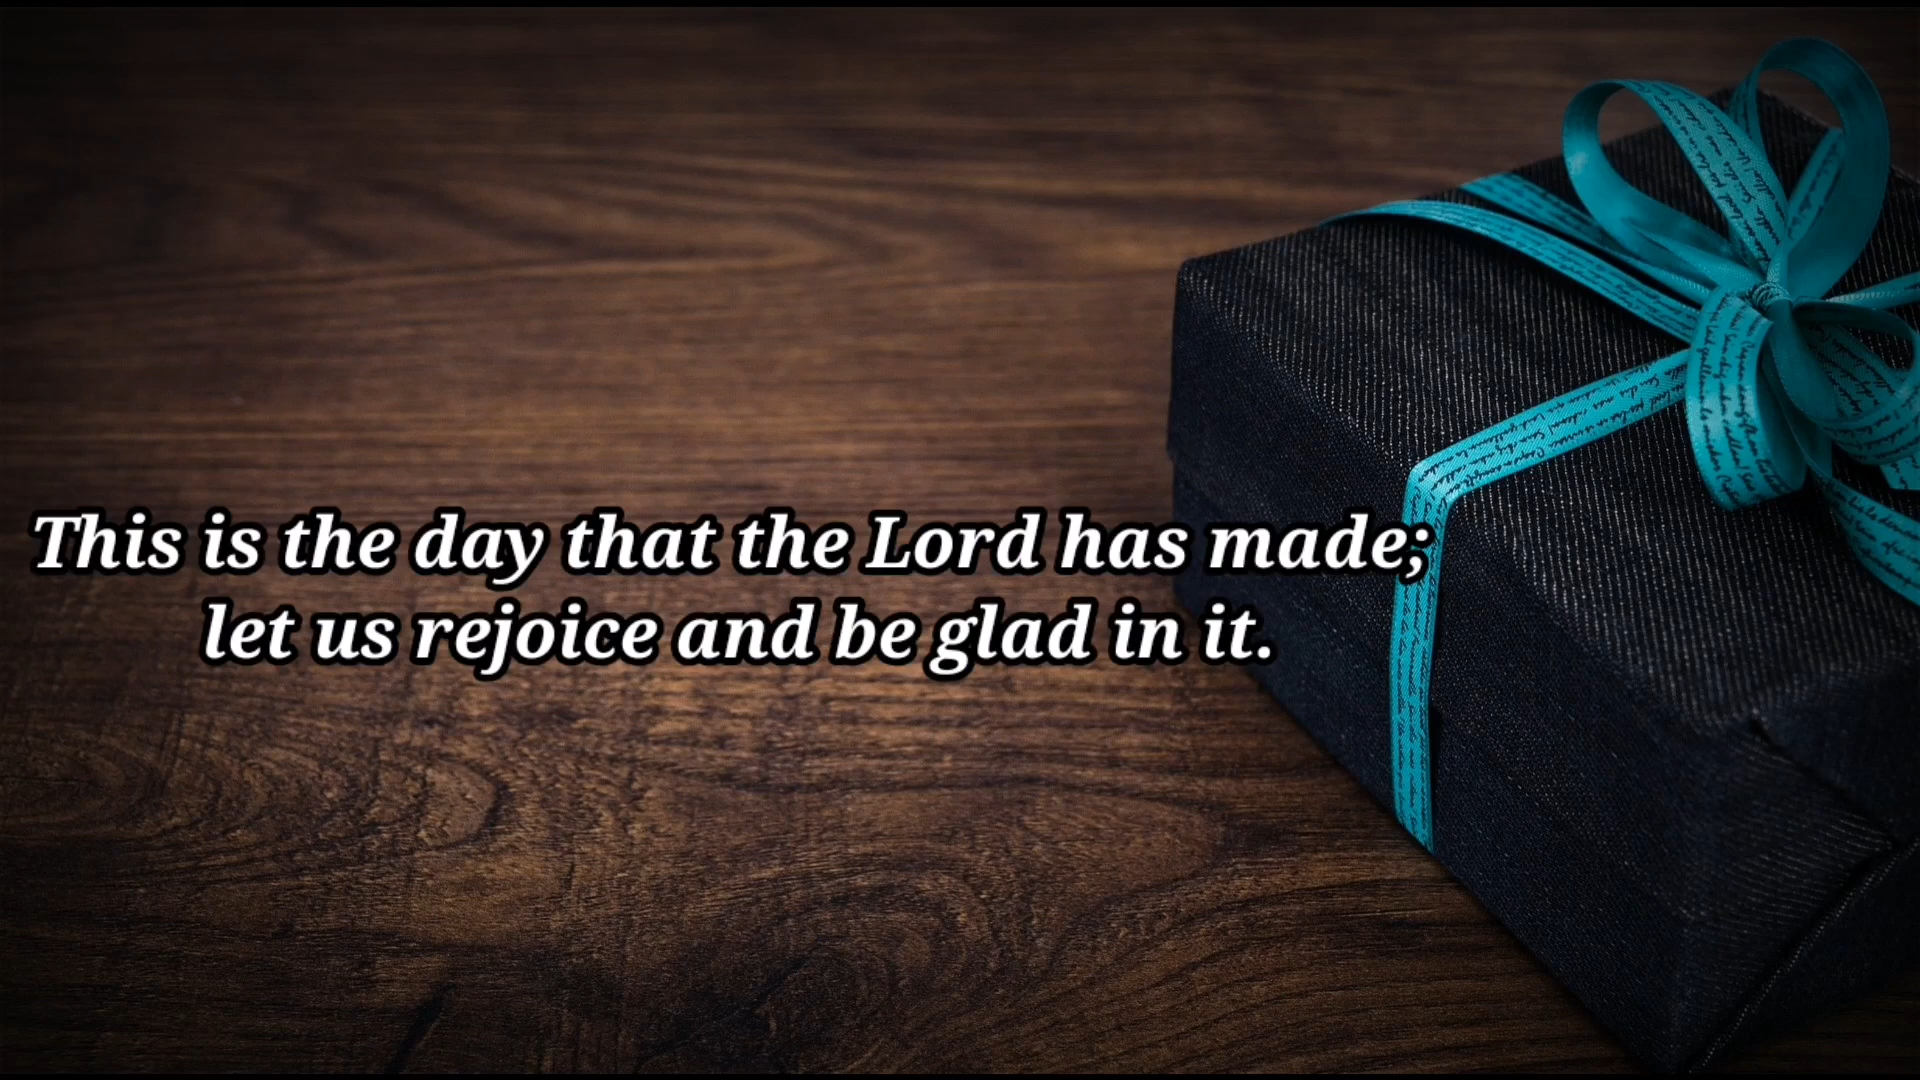 This is the day that the Lord has made;
let us rejoice and be glad in it.